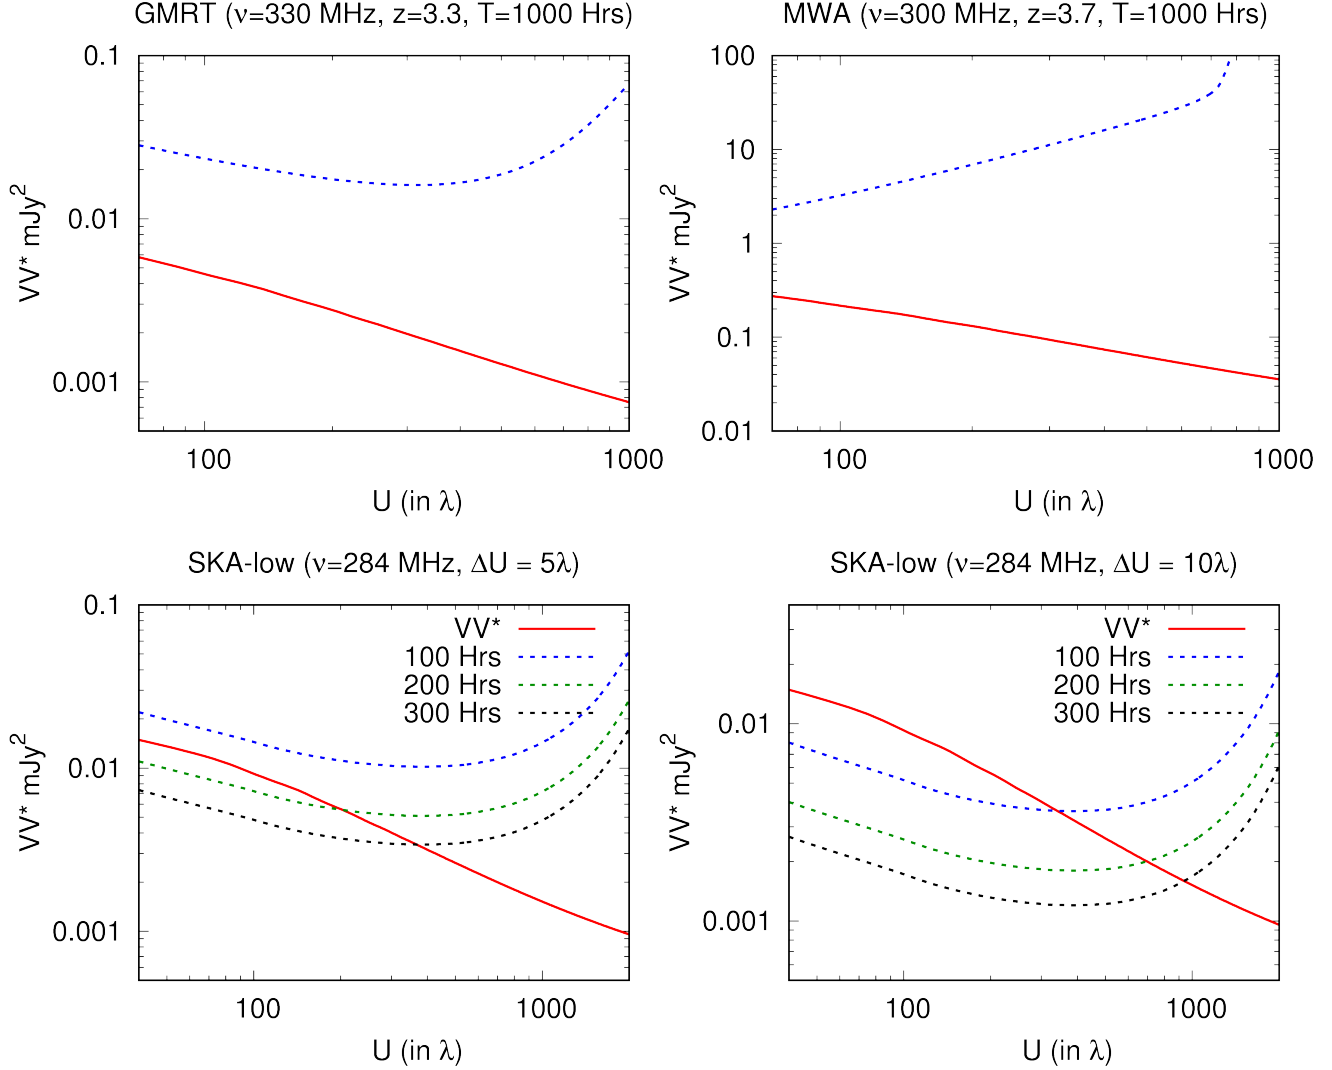 GMRT (ν=330 MHz, z=3.3, T=1000 Hrs)
0.1
0.01
0.001
VV* mJy²
100 1000
U (in λ)
MWA (ν=300 MHz, z=3.7, T=1000 Hrs)
100
10
1
0.1
0.01
VV* mJy²
100 1000
U (in λ)
SKA-low (ν=284 MHz, ΔU = 5λ)
VV*
100 Hrs
200 Hrs
300 Hrs
0.1
0.01
0.001
VV* mJy²
100 1000
U (in λ)
SKA-low (ν=284 MHz, ΔU = 10λ)
VV*
100 Hrs
200 Hrs
300 Hrs
0.01
0.001
VV* mJy²
100 1000
U (in λ)